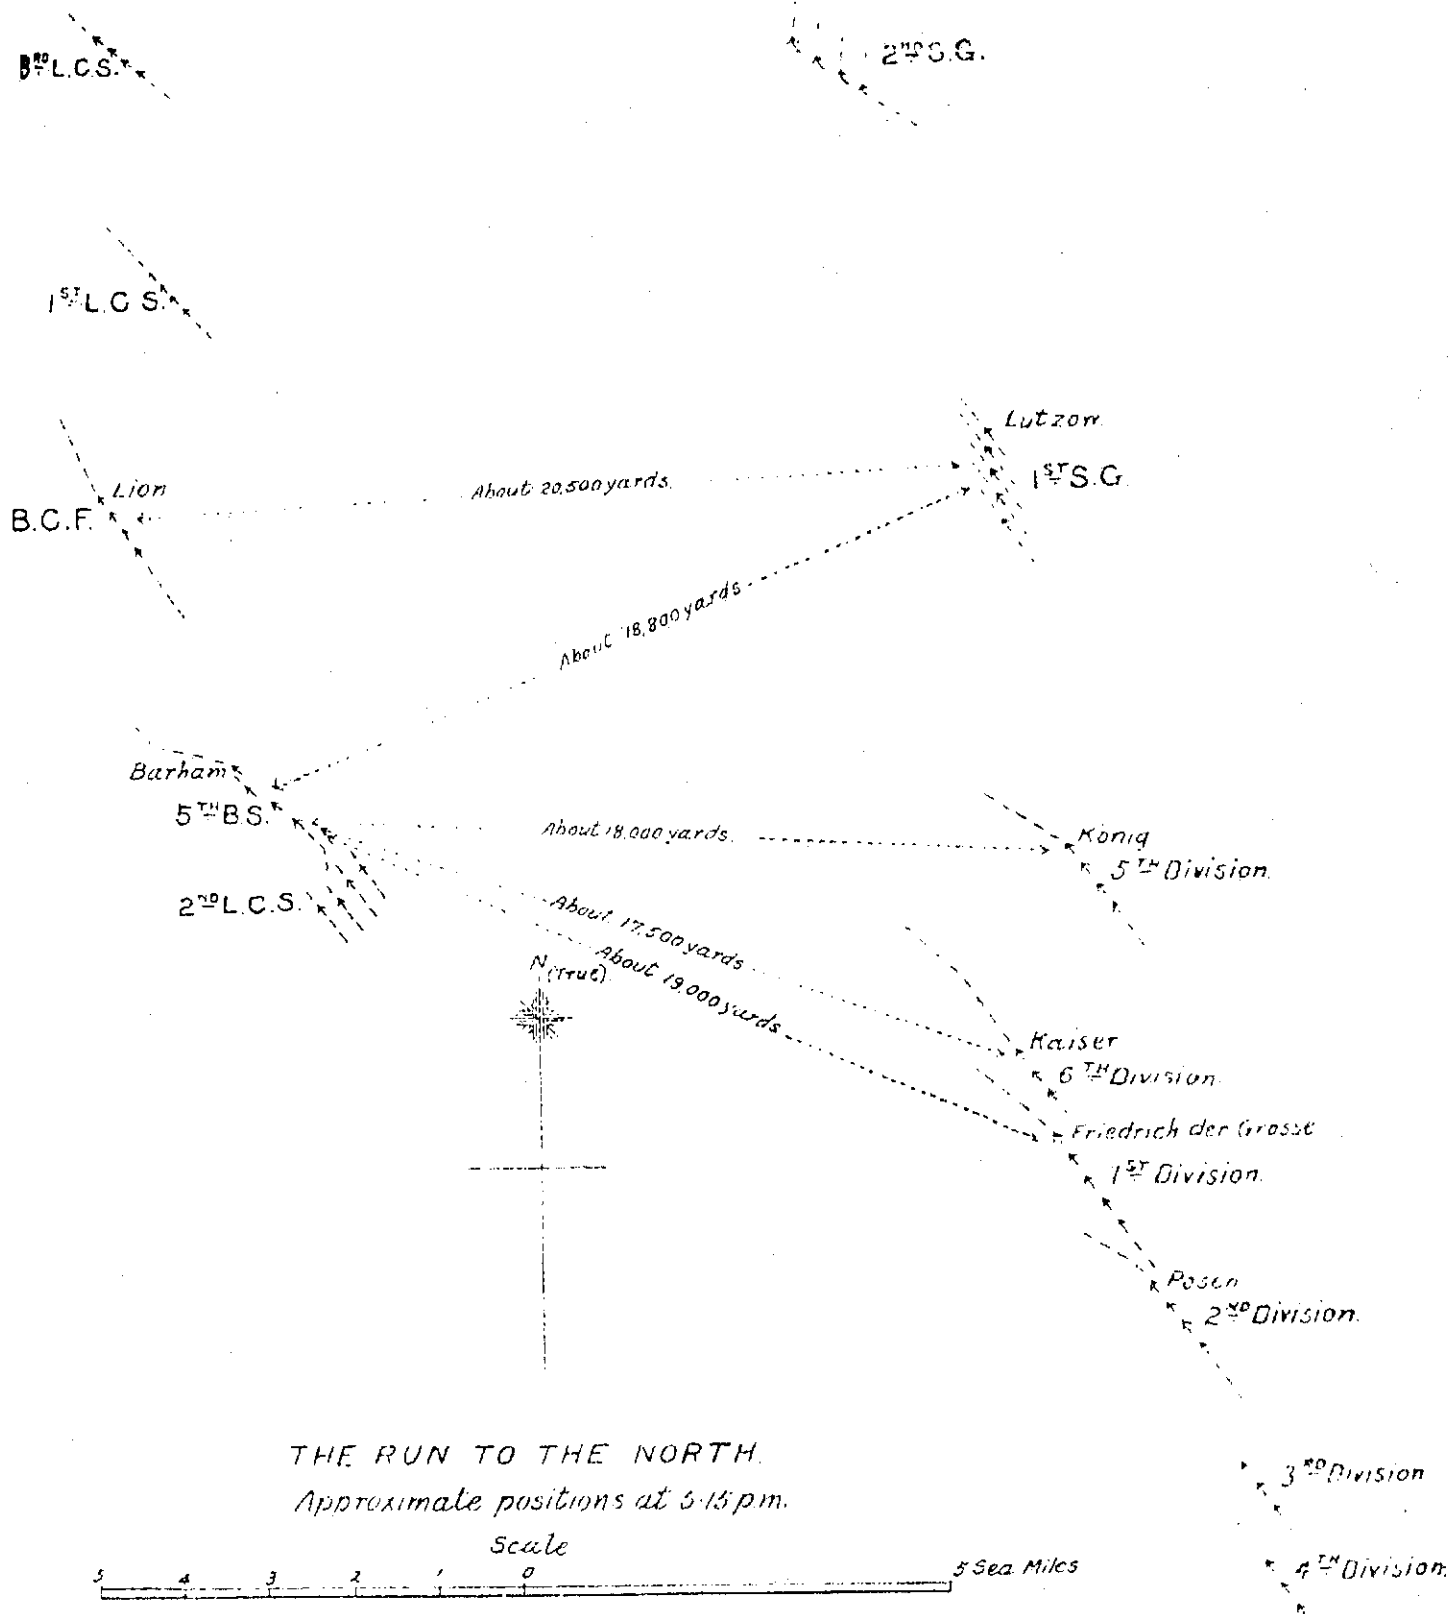 3RD L.C.S.
2ND S.G.
1ST L.C.S.
Lutzow.
1ST S.G.
About 20,500 yards.
Lion
B.C.F.
About 18,800 yards
Barham
5TH B.S.
About 18,000 yards.
König
5TH Division.
2ND L.C.S.
About 17,500 yards
About 19,000 yards
N (True).
Kaiser
6TH Division.
Friedrich der Grosse
1ST Division.
Posen
2ND Division.
THE RUN TO THE NORTH.
Approximate positions at 5·15 p.m.
Scale
3RD Division
4TH Division.
5 4 3 2 1 0 5 Sea Miles